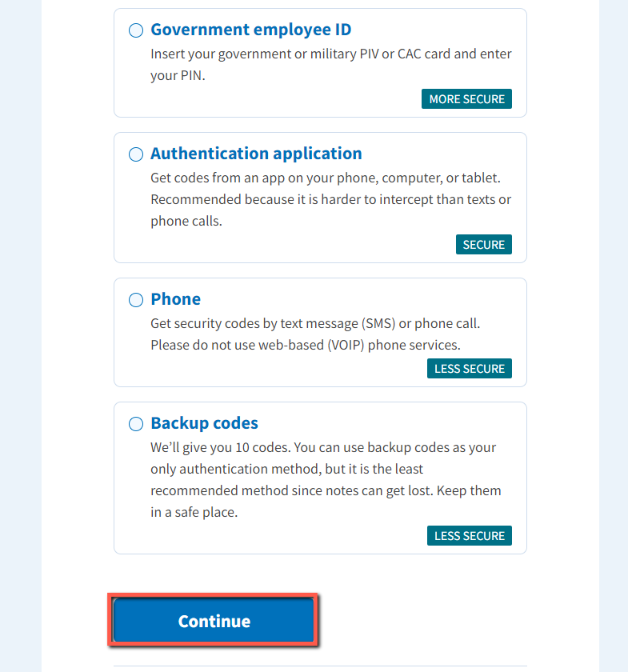 Government employee ID
Insert your government or military PIV or CAC card and enter
your PIN.
MORE SECURE
Authentication application
Get codes from an app on your phone, computer, or tablet.
Recommended because it is harder to intercept than texts or
phone calls.
SECURE
Phone
Get security codes by text message (SMS) or phone call.
Please do not use web-based (VOIP) phone services.
LESS SECURE
Backup codes
We’ll give you 10 codes. You can use backup codes as your
only authentication method, but it is the least
recommended method since notes can get lost. Keep them
in a safe place.
LESS SECURE
Continue